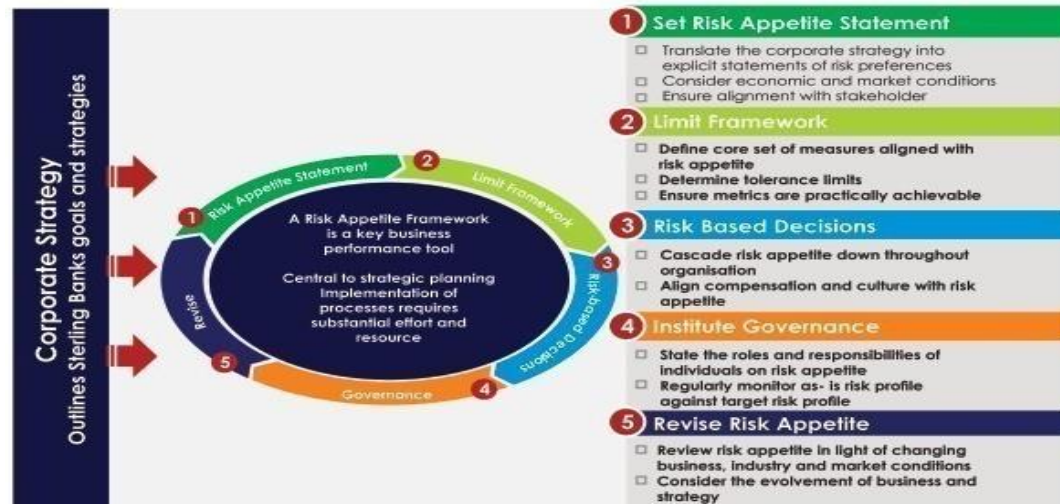 Corporate Strategy
Outlines Sterling Banks goals and strategies
1
Risk Appetite Statement
2
Limit Framework
3
Risk-based Decisions
4
Governance
5
Revise
A Risk Appetite Framework
is a key business
performance tool
Central to strategic planning
Implementation of
processes requires
substantial effort and
resource
1 Set Risk Appetite Statement
Translate the corporate strategy into
explicit statements of risk preferences
Consider economic and market conditions
Ensure alignment with stakeholder
2 Limit Framework
Define core set of measures aligned with
risk appetite
Determine tolerance limits
Ensure metrics are practically achievable
3 Risk Based Decisions
Cascade risk appetite down throughout
organisation
Align compensation and culture with risk
appetite
4 Institute Governance
State the roles and responsibilities of
individuals on risk appetite
Regularly monitor as- is risk profile
against target risk profile
5 Revise Risk Appetite
Review risk appetite in light of changing
business, industry and market conditions
Consider the evolvement of business and
strategy